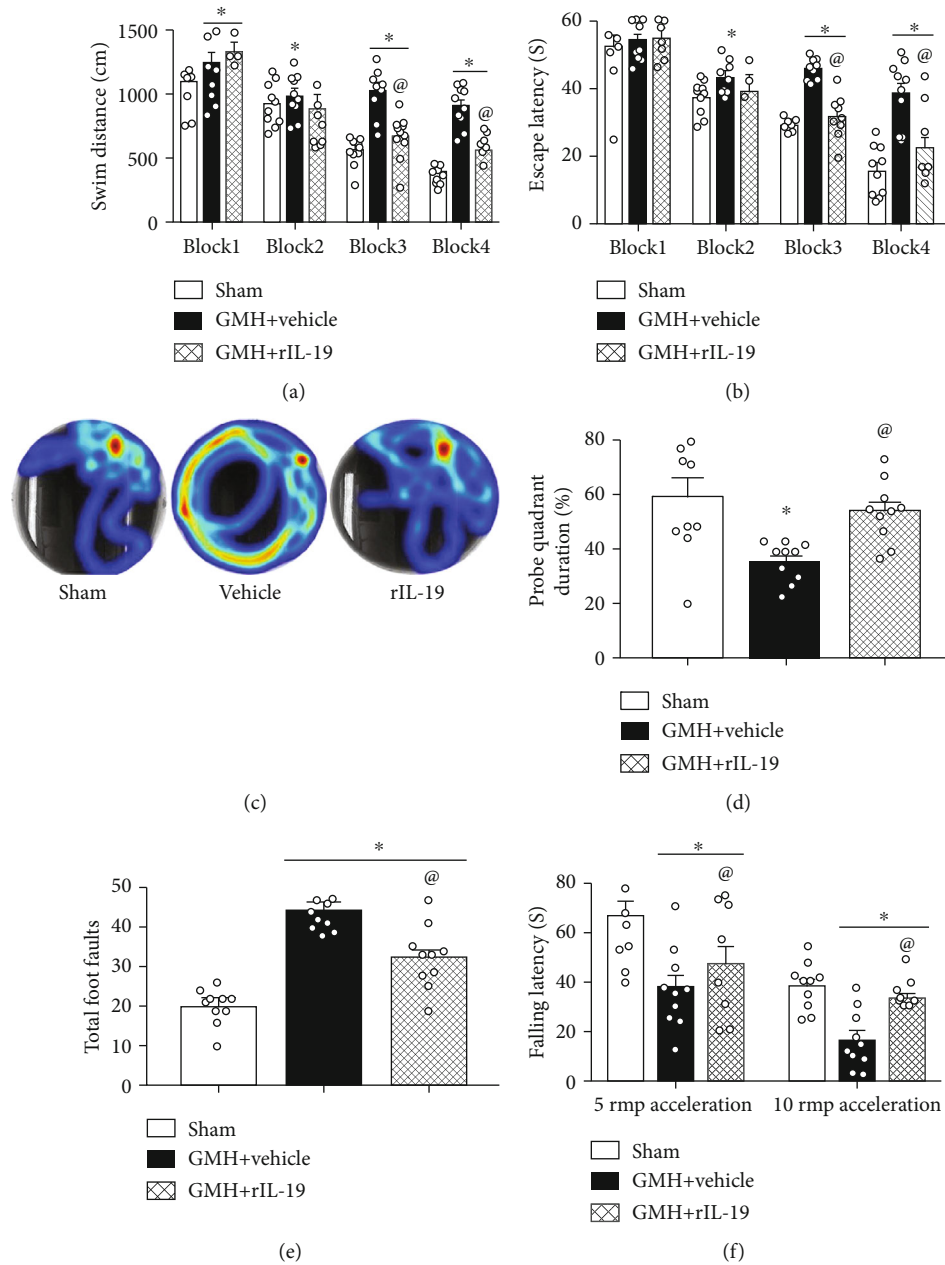 Swim distance (cm)
1500
1000
500
0
*
*
*
@
*
@
Block1 Block2 Block3 Block4
Sham
GMH+vehicle
GMH+rIL-19
(a)
Escape latency (S)
60
40
20
0
*
*
@
*
@
Block1 Block2 Block3 Block4
Sham
GMH+vehicle
GMH+rIL-19
(b)
Sham Vehicle rIL-19
(c)
Probe quadrant
duration (%)
80
60
40
20
0
*
@
Sham
GMH+vehicle
GMH+rIL-19
(d)
Total foot faults
50
40
30
20
10
0
*
@
Sham
GMH+vehicle
GMH+rIL-19
(e)
Falling latency (S)
80
60
40
20
0
*
@
*
@
5 rmp acceleration 10 rmp acceleration
Sham
GMH+vehicle
GMH+rIL-19
(f)